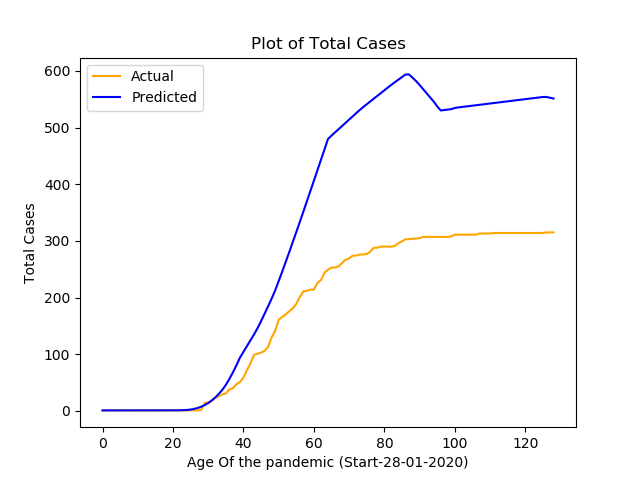 Plot of Total Cases
Actual
Predicted
600
500
400
300
200
100
0
Total Cases
0 20 40 60 80 100 120
Age Of the pandemic (Start-28-01-2020)